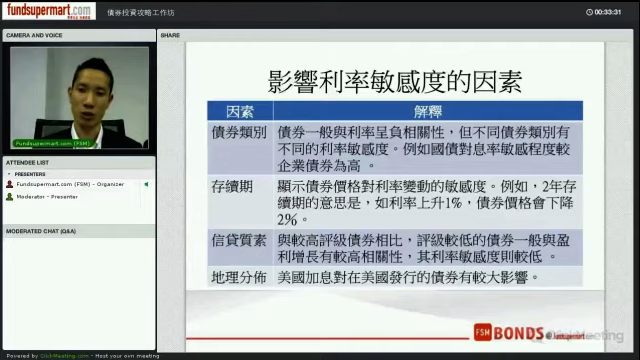 fundsupermart.com
債券投資攻略工作坊
00:33:31
CAMERA AND VOICE
SHARE
Fundsupermart.com (FSM)
ATTENDEE LIST
PRESENTERS
Fundsupermart.com (FSM) - Organizer
Moderator - Presenter
MODERATED CHAT (Q&A)
影響利率敏感度的因素
因素
解釋
債券類別
債券一般與利率呈負相關性，但不同債券類別有
不同的利率敏感度。例如國債對息率敏感程度較
企業債券為高 。
存續期
顯示債券價格對利率變動的敏感度。例如，2年存
續期的意思是，如利率上升1%，債券價格會下降
2%。
信貸質素
與較高評級債券相比，評級較低的債券一般與盈
利增長有較高相關性，其利率敏感度則較低 。
地理分佈
美國加息對在美國發行的債券有較大影響。
FSM BONDS
Powered by ClickMeeting.com - Host your own meeting
ClickMeeting